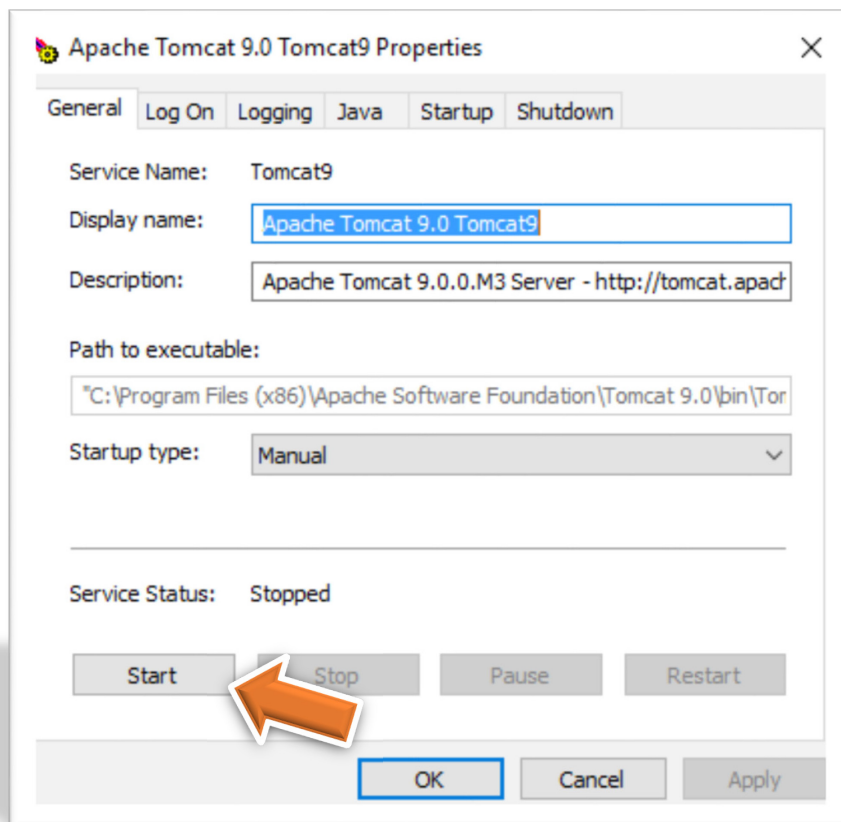 Apache Tomcat 9.0 Tomcat9 Properties
General Log On Logging Java Startup Shutdown
Service Name: Tomcat9
Display name: Apache Tomcat 9.0 Tomcat9
Description: Apache Tomcat 9.0.0.M3 Server - http://tomcat.apach
Path to executable:
"C:\Program Files (x86)\Apache Software Foundation\Tomcat 9.0\bin\Tor
Startup type: Manual
Service Status: Stopped
Start Stop Pause Restart
OK Cancel Apply